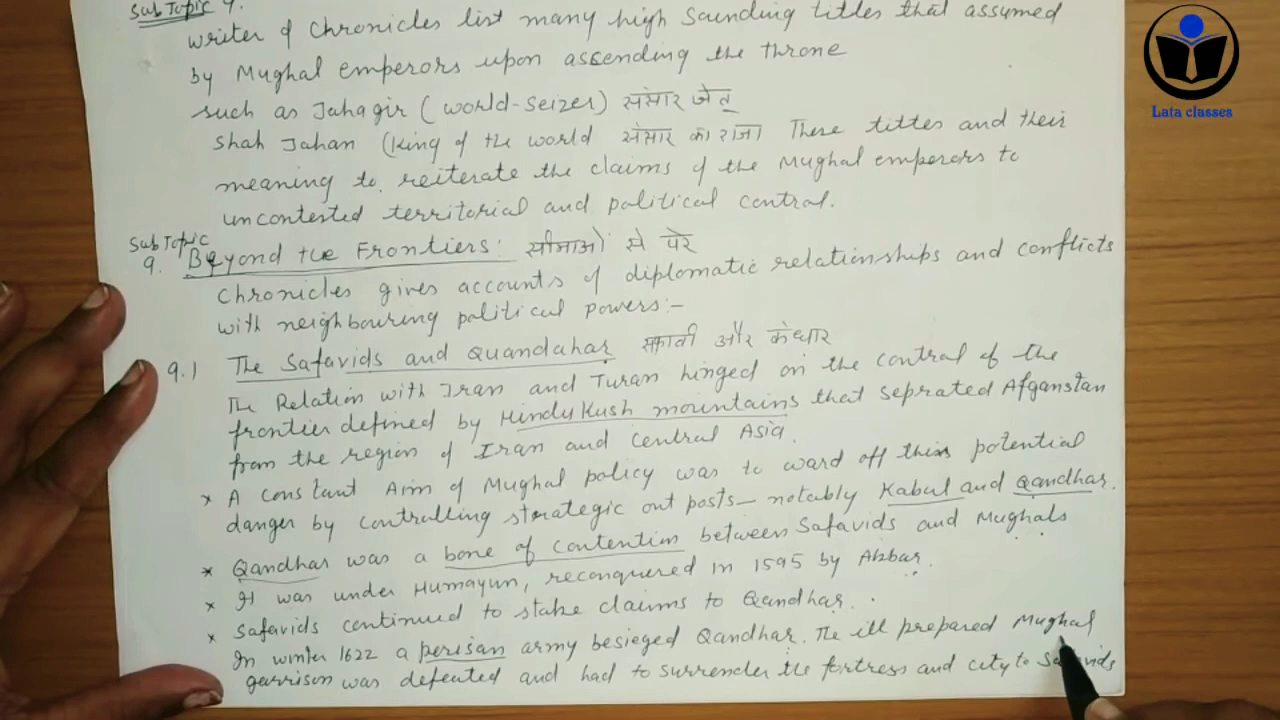 Sub Topic 9.
writer of chronicles list many high sounding titles that assumed
by Mughal emperors upon ascending the throne
such as Jahagir (world-seizer) संसार जेतृ
Shah Jahan (King of the world संसार का राजा These tittes and their
meaning to reiterate the claims of the Mughal emperors to
uncontested territorial and political control.
Sub Topic
9. Beyond the Frontiers: सीमाओं से परे
Chronicles gives accounts of diplomatic relationships and conflicts
with neighbouring political powers:-
9.1 The Safavids and Quandahar सफ़ावी और कंधार
The Relation with Iran and Turan hinged on the control of the
frontier defined by Hindukush mountains that seprated Afganstan
from the region of Iran and central Asia.
* A constant Aim of Mughal policy was to ward off this potential
danger by controlling strategic out posts - notably Kabul and Qandhar.
* Qandhar was a bone of contention between Safavids and Mughals
* It was under Humayun, reconquered in 1595 by Akbar.
* Safavids continued to stake claims to Qandhar.
In winter 1622 a perisan army besieged Qandhar. The ill prepared Mughal
garrison was defeated and had to surrender the fortress and city to Safavids
Lata classes